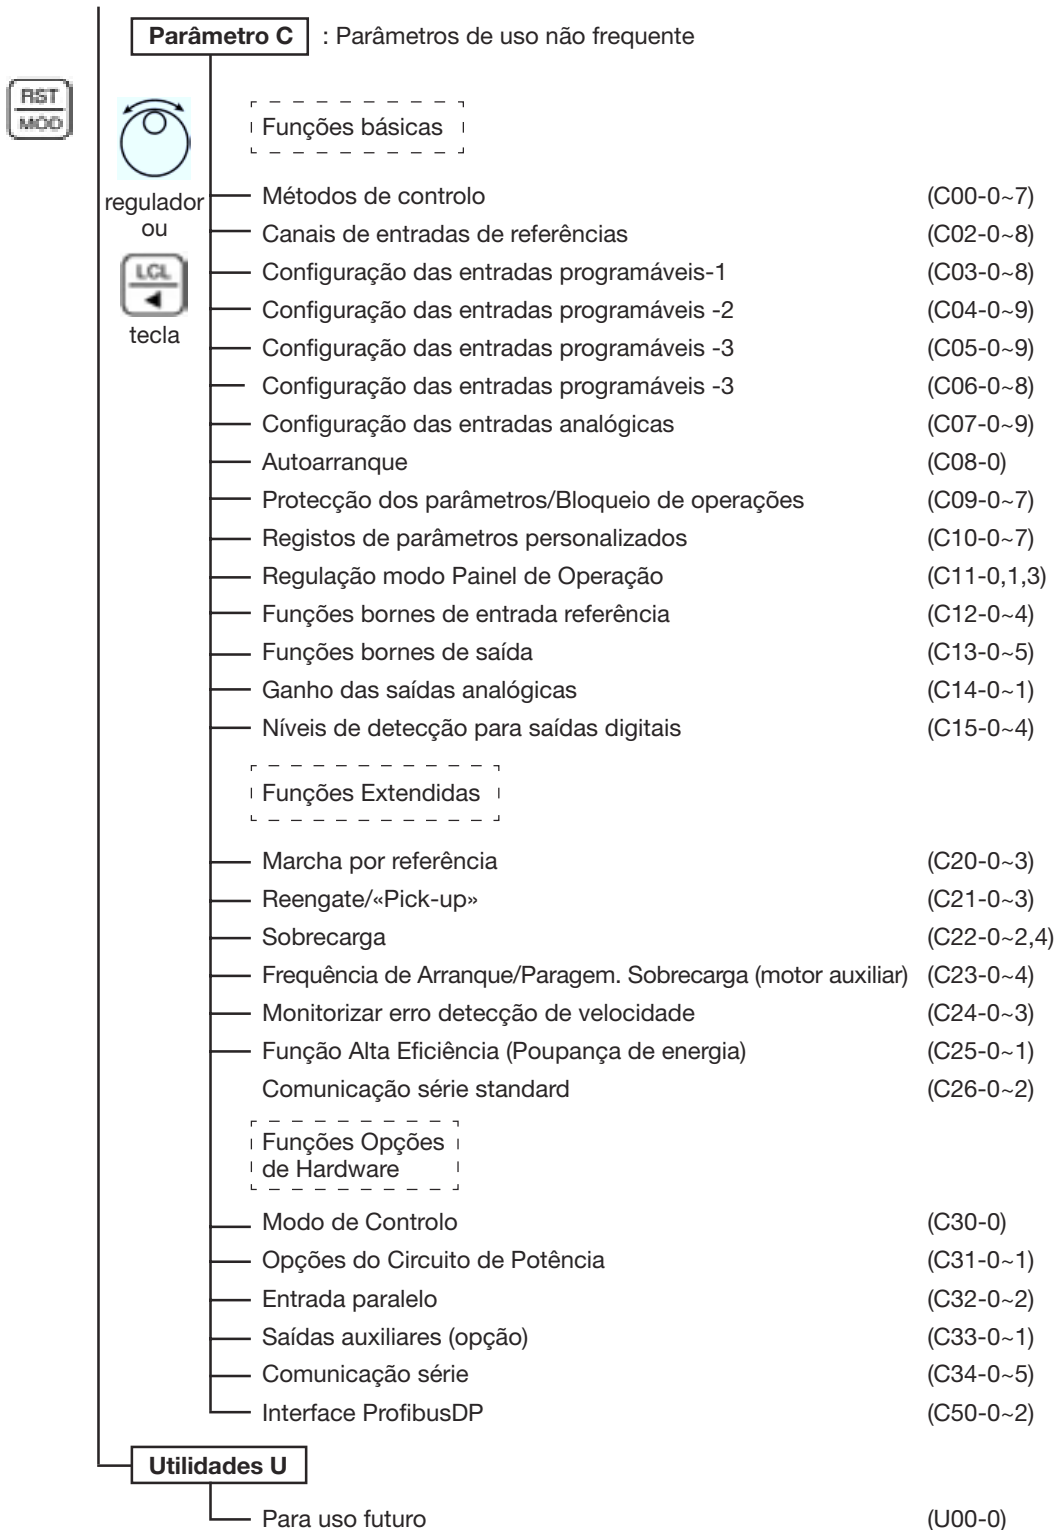 Parâmetro C : Parâmetros de uso não frequente
RST
MOD
Funções básicas
regulador
ou
LCL
tecla
Métodos de controlo (C00-0~7)
Canais de entradas de referências (C02-0~8)
Configuração das entradas programáveis-1 (C03-0~8)
Configuração das entradas programáveis -2 (C04-0~9)
Configuração das entradas programáveis -3 (C05-0~9)
Configuração das entradas programáveis -3 (C06-0~8)
Configuração das entradas analógicas (C07-0~9)
Autoarranque (C08-0)
Protecção dos parâmetros/Bloqueio de operações (C09-0~7)
Registos de parâmetros personalizados (C10-0~7)
Regulação modo Painel de Operação (C11-0,1,3)
Funções bornes de entrada referência (C12-0~4)
Funções bornes de saída (C13-0~5)
Ganho das saídas analógicas (C14-0~1)
Níveis de detecção para saídas digitais (C15-0~4)
Funções Extendidas
Marcha por referência (C20-0~3)
Reengate/«Pick-up» (C21-0~3)
Sobrecarga (C22-0~2,4)
Frequência de Arranque/Paragem. Sobrecarga (motor auxiliar) (C23-0~4)
Monitorizar erro detecção de velocidade (C24-0~3)
Função Alta Eficiência (Poupança de energia) (C25-0~1)
Comunicação série standard (C26-0~2)
Funções Opções
de Hardware
Modo de Controlo (C30-0)
Opções do Circuito de Potência (C31-0~1)
Entrada paralelo (C32-0~2)
Saídas auxiliares (opção) (C33-0~1)
Comunicação série (C34-0~5)
Interface ProfibusDP (C50-0~2)
Utilidades U
Para uso futuro (U00-0)